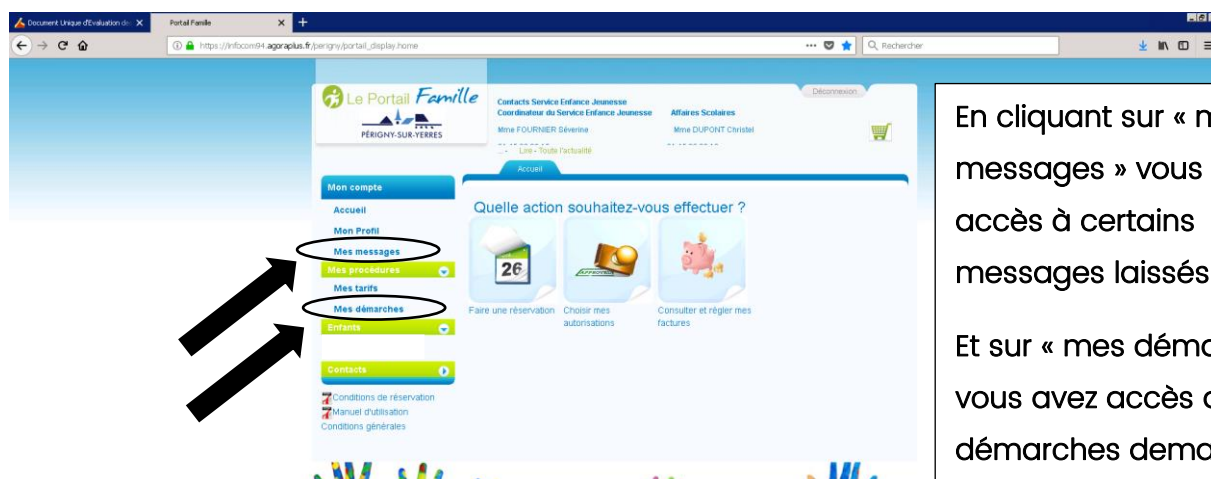 Document Unique d'Evaluation de
Portail Famille
https://infocom94.agoraplus.fr/perigny/portail_display.home
Rechercher
Le Portail Famille
PÉRIGNY-SUR-YERRES
Contacts Service Enfance Jeunesse
Coordinateur du Service Enfance Jeunesse
Affaires Scolaires
Mme FOURNIER Séverine
Mme DUPONT Christel
... - Lire - Toute l'actualité
Déconnexion
Accueil
Mon compte
Accueil
Mon Profil
Mes messages
Mes procédures
Mes tarifs
Mes démarches
Enfants
Contacts
Conditions de réservation
Manuel d'utilisation
Conditions générales
Quelle action souhaitez-vous effectuer ?
26
APPROVED
Faire une réservation
Choisir mes
autorisations
Consulter et régler mes
factures
En cliquant sur « m
messages » vous
accès à certains
messages laissés
Et sur « mes déma
vous avez accès
démarches dema